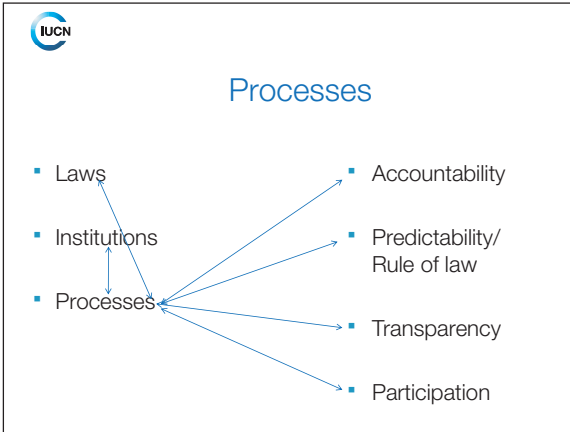 IUCN
Processes
▪ Laws
▪ Institutions
▪ Processes
▪ Accountability
▪ Predictability/
Rule of law
▪ Transparency
▪ Participation